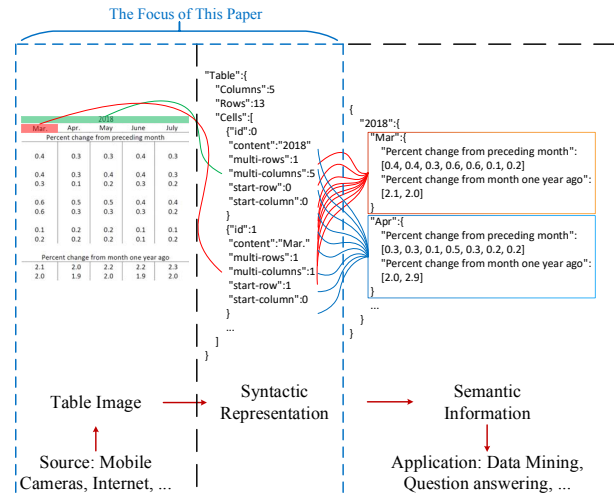 The Focus of This Paper
2018
Mar. Apr. May June July
Percent change from preceding month
0.4 0.3 0.3 0.4 0.3
0.4 0.3 0.3 0.4 0.3
0.3 0.1 0.2 0.3 0.2
0.6 0.5 0.5 0.4 0.4
0.6 0.3 0.3 0.3 0.2
0.1 0.2 0.2 0.1 0.1
0.2 0.2 0.2 0.1 0.2
Percent change from month one year ago
2.1 2.0 2.2 2.2 2.3
2.0 1.9 2.0 1.9 2.0
"Table":{
"Columns":5
"Rows":13
"Cells":[
{"id":0
"content":"2018"
"multi-rows":1
"multi-columns":5
"start-row":0
"start-column":0
}
{"id":1
"content":"Mar."
"multi-rows":1
"multi-columns":1
"start-row":1
"start-column":0
}
...
]
}
{
"2018":{
"Mar":{
"Percent change from preceding month":
[0.4, 0.4, 0.3, 0.6, 0.6, 0.1, 0.2]
"Percent change from month one year ago":
[2.1, 2.0]
}
"Apr":{
"Percent change from preceding month":
[0.3, 0.3, 0.1, 0.5, 0.3, 0.2, 0.2]
"Percent change from month one year ago":
[2.0, 2.9]
}
...
}
}
Table Image
Syntactic
Representation
Semantic
Information
Source: Mobile
Cameras, Internet, ...
Application: Data Mining,
Question answering, ...